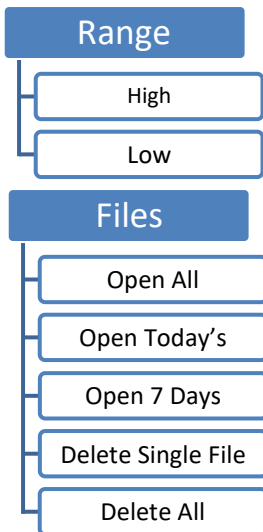 Range
High
Low
Files
Open All
Open Today’s
Open 7 Days
Delete Single File
Delete All